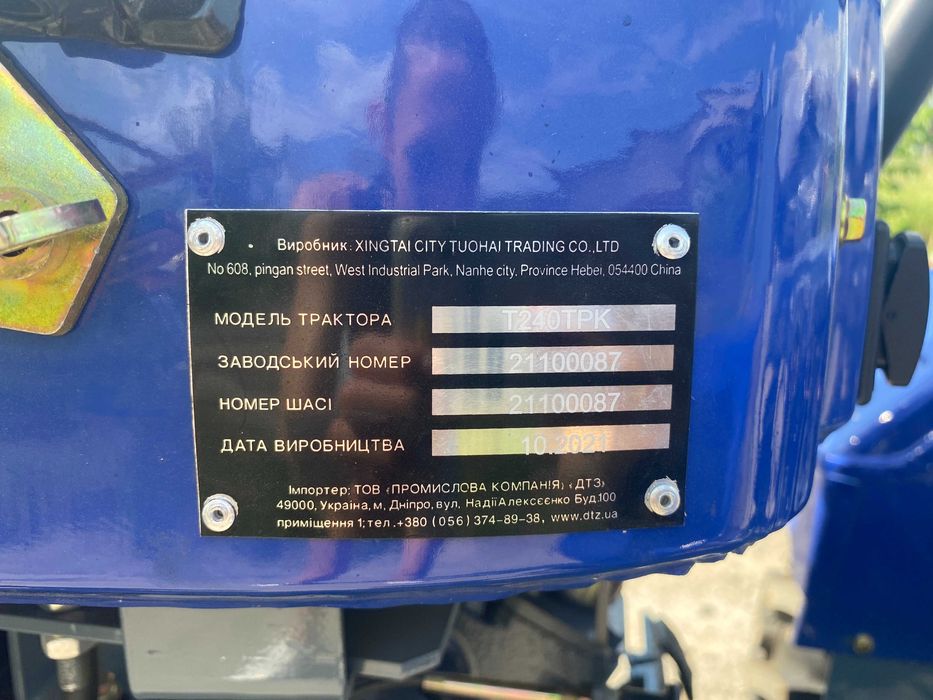 Виробник: XINGTAI CITY TUOHAI TRADING CO.,LTD
No 608, pingan street, West Industrial Park, Nanhe city. Province Hebei, 054400 China
МОДЕЛЬ ТРАКТОРА T240TPK
ЗАВОДСЬКИЙ НОМЕР 21100087
НОМЕР ШАСІ 21100087
ДАТА ВИРОБНИЦТВА 10.2021
Імпортер: ТОВ «ПРОМИСЛОВА КОМПАНІЯ» «ДТЗ»
49000, Україна, м. Дніпро, вул. Надії Алексєєнко Буд.100
приміщення 1; тел.+380 (056) 374-89-38, www.dtz.ua